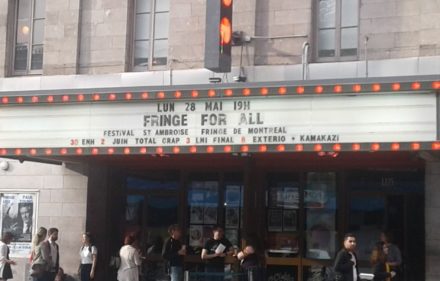 LUN 28 MAI 19H
FRINGE FOR ALL
FESTIVAL ST AMBROISE FRINGE DE MONTREAL
30 EMH 2 JUIN TOTAL CRAP 3 LMI FINAL 8 EXTERIO + KAMAKAZI